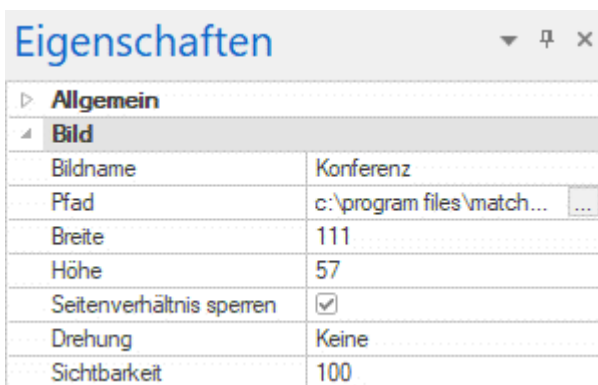 Eigenschaften
Allgemein
Bild
Bildname Konferenz
Pfad c:\program files\match... ...
Breite 111
Höhe 57
Seitenverhältnis sperren
Drehung Keine
Sichtbarkeit 100